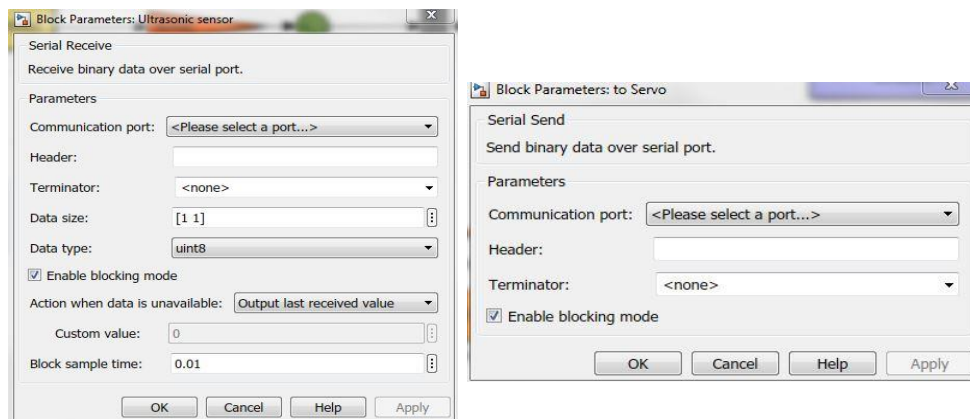 Block Parameters: Ultrasonic sensor
Serial Receive
Receive binary data over serial port.
Parameters
Communication port: <Please select a port...>
Header:
Terminator: <none>
Data size: [1 1]
Data type: uint8
Enable blocking mode
Action when data is unavailable: Output last received value
Custom value: 0
Block sample time: 0.01
OK Cancel Help Apply
Block Parameters: to Servo
Serial Send
Send binary data over serial port.
Parameters
Communication port: <Please select a port...>
Header:
Terminator: <none>
Enable blocking mode
OK Cancel Help Apply